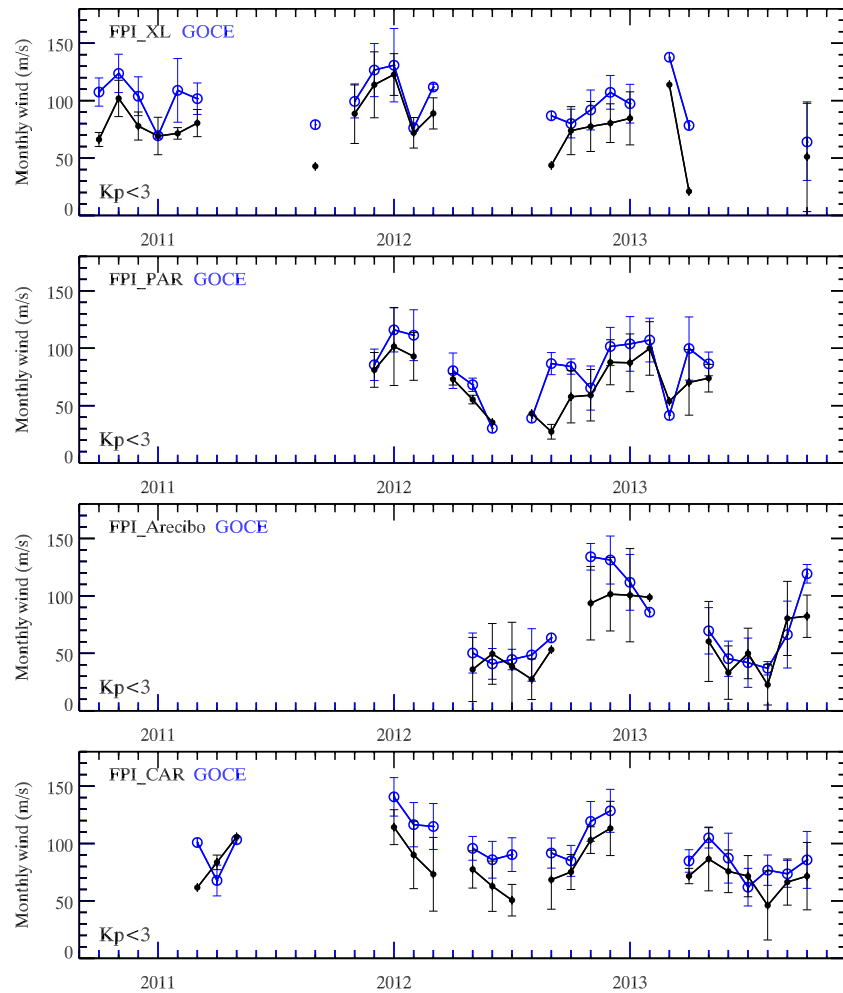 FPI_XL GOCE
150
100
50
0
Monthly wind (m/s)
Kp<3
2011 2012 2013
FPI_PAR GOCE
150
100
50
0
Monthly wind (m/s)
Kp<3
2011 2012 2013
FPI_Arecibo GOCE
150
100
50
0
Monthly wind (m/s)
Kp<3
2011 2012 2013
FPI_CAR GOCE
150
100
50
0
Monthly wind (m/s)
Kp<3
2011 2012 2013